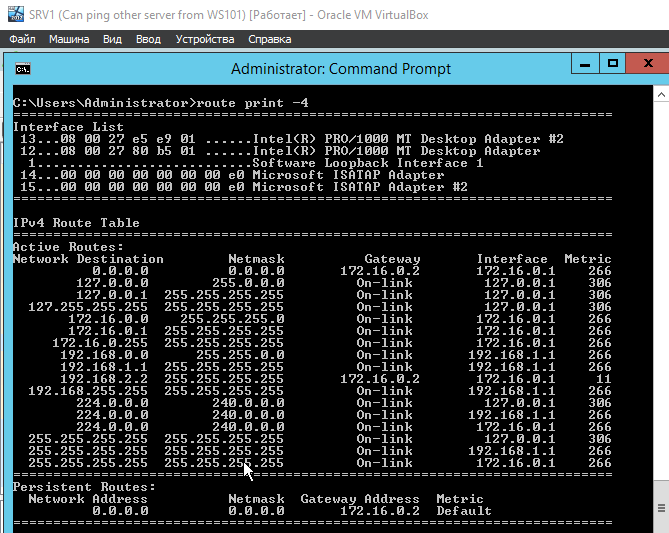 SRV1 (Can ping other server from WS101) [Работает] - Oracle VM VirtualBox
Файл Машина Вид Ввод Устройства Справка
Administrator: Command Prompt
C:\Users\Administrator>route print -4
===========================================================================
Interface List
13...08 00 27 e5 e9 01 ......Intel(R) PRO/1000 MT Desktop Adapter #2
12...08 00 27 80 b5 01 ......Intel(R) PRO/1000 MT Desktop Adapter
1...........................Software Loopback Interface 1
14...00 00 00 00 00 00 00 e0 Microsoft ISATAP Adapter
15...00 00 00 00 00 00 00 e0 Microsoft ISATAP Adapter #2
===========================================================================
IPv4 Route Table
===========================================================================
Active Routes:
Network Destination Netmask Gateway Interface Metric
0.0.0.0 0.0.0.0 172.16.0.2 172.16.0.1 266
127.0.0.0 255.0.0.0 On-link 127.0.0.1 306
127.0.0.1 255.255.255.255 On-link 127.0.0.1 306
127.255.255.255 255.255.255.255 On-link 127.0.0.1 306
172.16.0.0 255.255.255.0 On-link 172.16.0.1 266
172.16.0.1 255.255.255.255 On-link 172.16.0.1 266
172.16.0.255 255.255.255.255 On-link 172.16.0.1 266
192.168.0.0 255.255.0.0 On-link 192.168.1.1 266
192.168.1.1 255.255.255.255 On-link 192.168.1.1 266
192.168.2.2 255.255.255.255 172.16.0.2 172.16.0.1 11
192.168.255.255 255.255.255.255 On-link 192.168.1.1 266
224.0.0.0 240.0.0.0 On-link 127.0.0.1 306
224.0.0.0 240.0.0.0 On-link 192.168.1.1 266
224.0.0.0 240.0.0.0 On-link 172.16.0.1 266
255.255.255.255 255.255.255.255 On-link 127.0.0.1 306
255.255.255.255 255.255.255.255 On-link 192.168.1.1 266
255.255.255.255 255.255.255.255 On-link 172.16.0.1 266
===========================================================================
Persistent Routes:
Network Address Netmask Gateway Address Metric
0.0.0.0 0.0.0.0 172.16.0.2 Default
===========================================================================